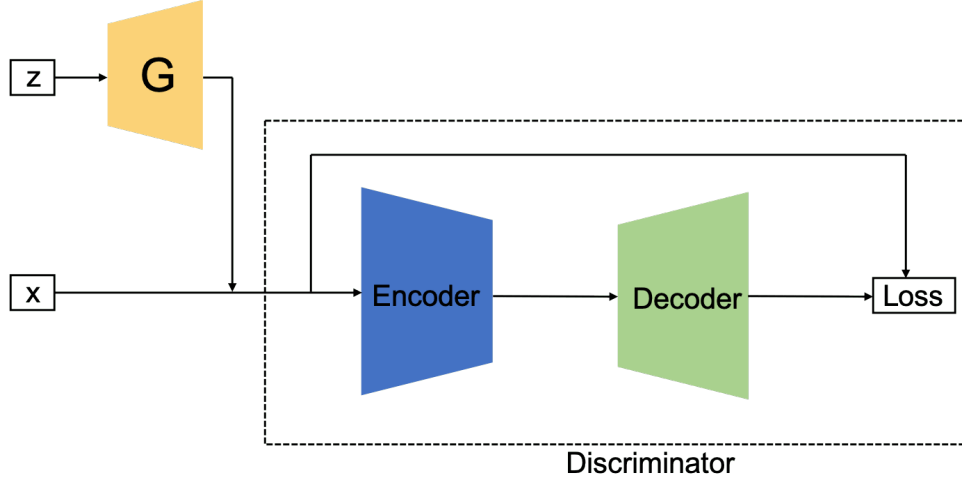 z
G
x
Encoder
Decoder
Loss
Discriminator